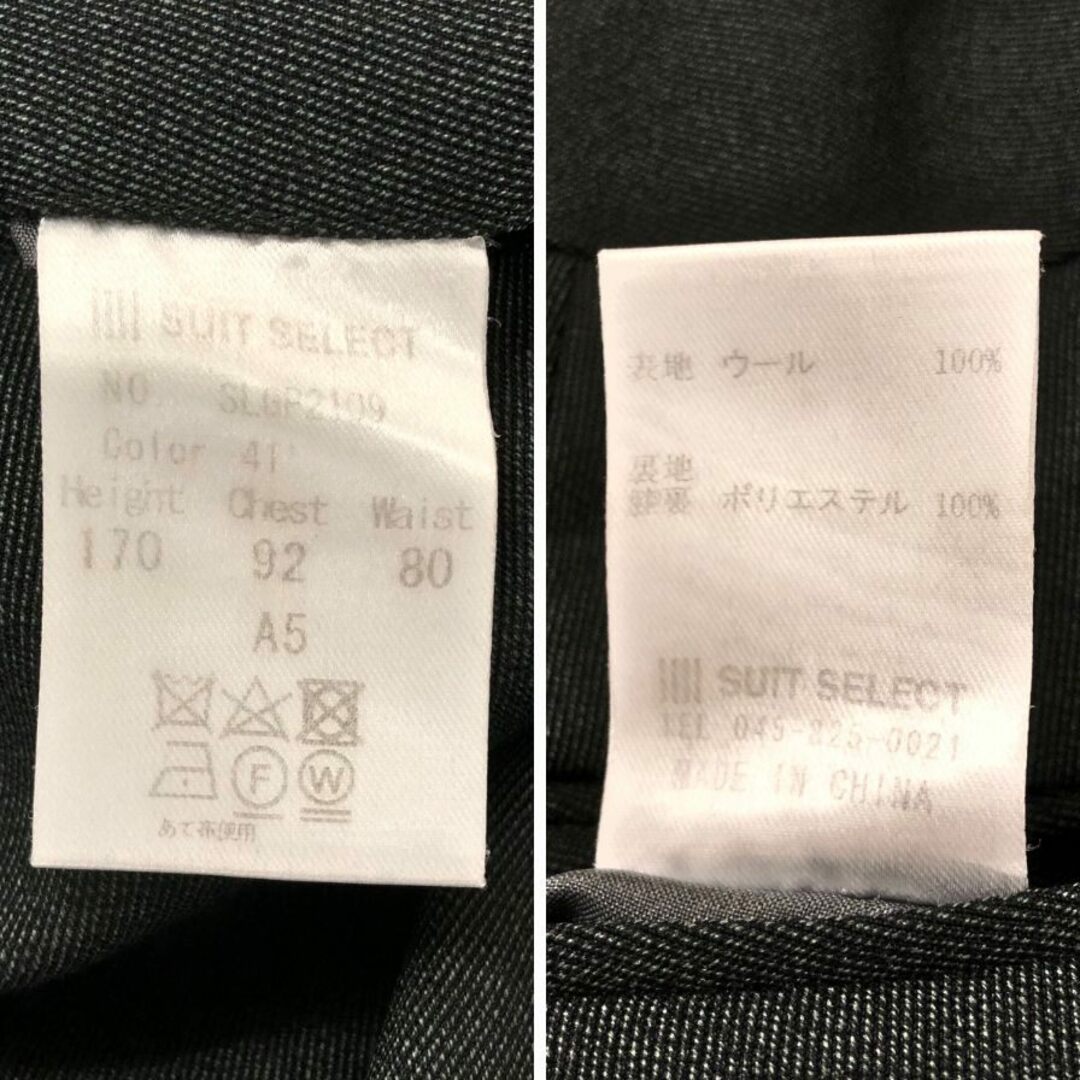 SUIT SELECT
NO. SLGP2109
Color 41
Height Chest Waist
170 92 80
A5
F W
あて布使用
表地 ウール 100%
裏地
膝裏 ポリエステル 100%
SUIT SELECT
TEL 045-225-0021
MADE IN CHINA